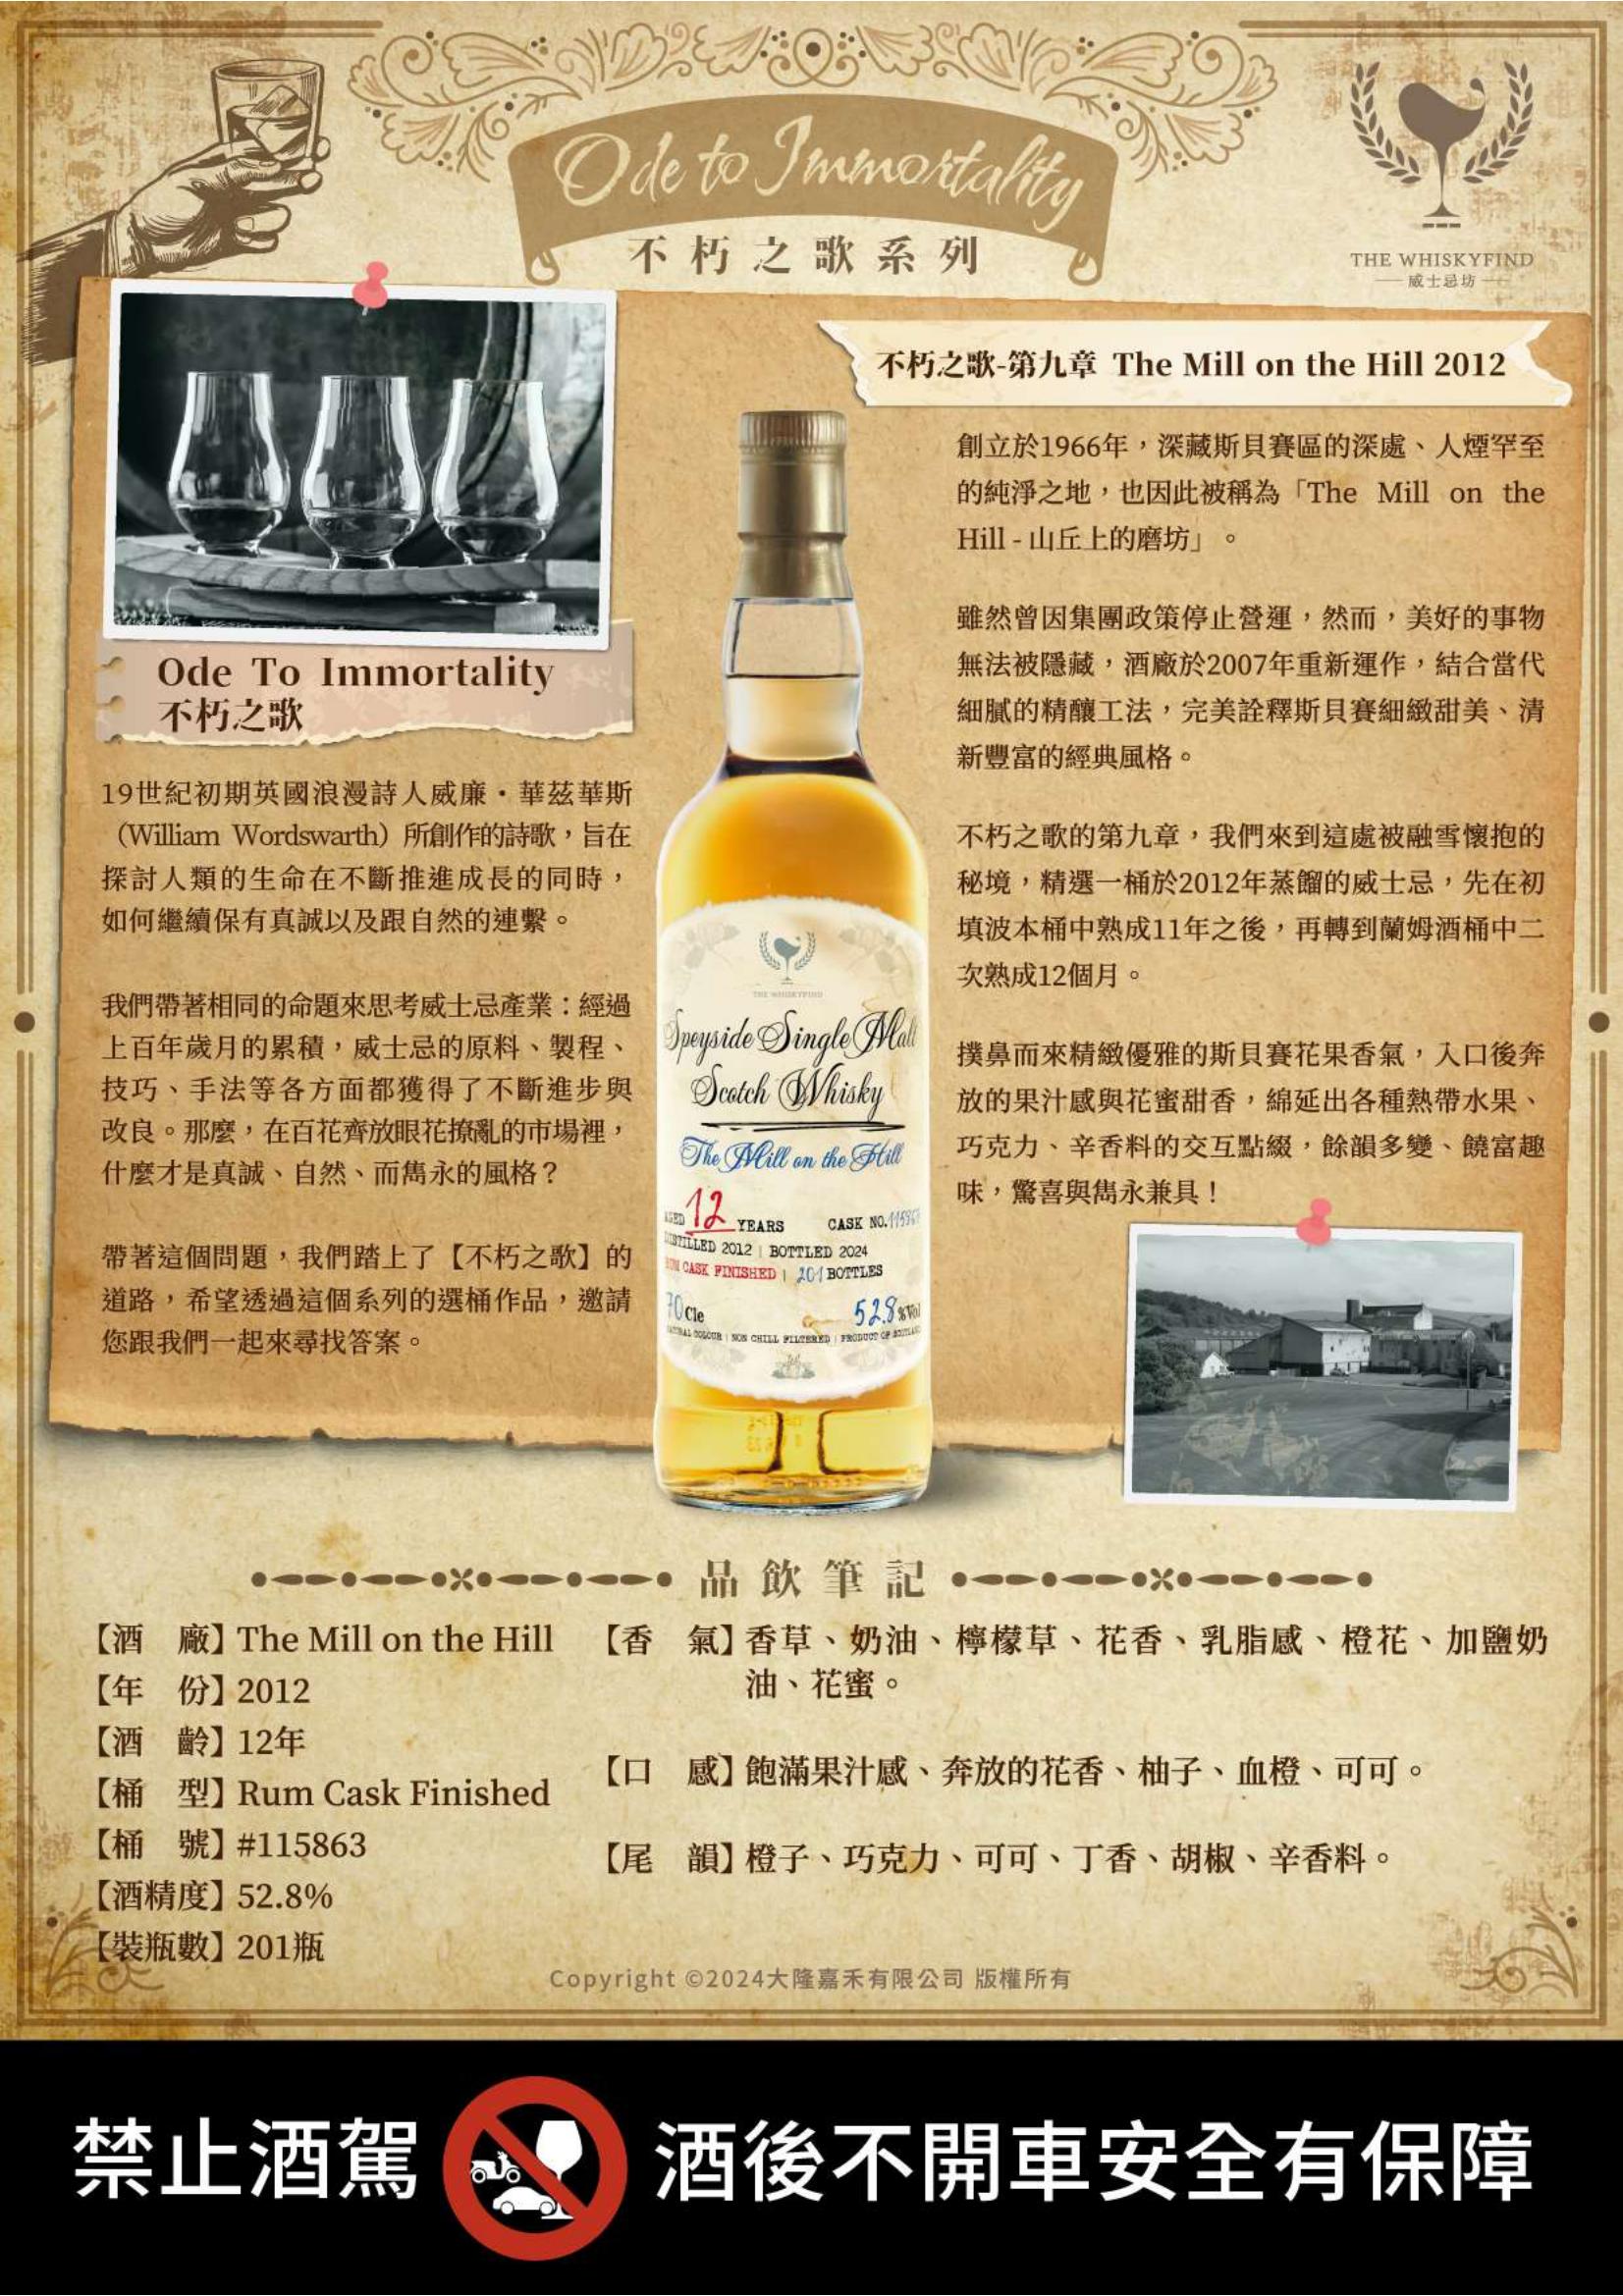 Ode to Immortality
不朽之歌系列
THE WHISKYFIND
威士忌坊
Ode To Immortality
不朽之歌
19世紀初期英國浪漫詩人威廉・華茲華斯
（William Wordswarth）所創作的詩歌，旨在
探討人類的生命在不斷推進成長的同時，
如何繼續保有真誠以及跟自然的連繫。
我們帶著相同的命題來思考威士忌產業：經過
上百年歲月的累積，威士忌的原料、製程、
技巧、手法等各方面都獲得了不斷進步與
改良。那麼，在百花齊放眼花撩亂的市場裡，
什麼才是真誠、自然、而雋永的風格？
帶著這個問題，我們踏上了【不朽之歌】的
道路，希望透過這個系列的選桶作品，邀請
您跟我們一起來尋找答案。
THE WHISKYFIND
Speyside Single Malt
Scotch Whisky
The Mill on the Hill
AGED 12 YEARS CASK NO.
DISTILLED 2012 | BOTTLED 2024
RUM CASK FINISHED | 201 BOTTLES
70 Cle 52.8 %Vol
NATURAL COLOUR | NON CHILL FILTERED | PRODUCT OF SCOTLAND
不朽之歌-第九章 The Mill on the Hill 2012
創立於1966年，深藏斯貝賽區的深處、人煙罕至
的純淨之地，也因此被稱為「The Mill on the
Hill - 山丘上的磨坊」。
雖然曾因集團政策停止營運，然而，美好的事物
無法被隱藏，酒廠於2007年重新運作，結合當代
細膩的精釀工法，完美詮釋斯貝賽細緻甜美、清
新豐富的經典風格。
不朽之歌的第九章，我們來到這處被融雪懷抱的
秘境，精選一桶於2012年蒸餾的威士忌，先在初
填波本桶中熟成11年之後，再轉到蘭姆酒桶中二
次熟成12個月。
撲鼻而來精緻優雅的斯貝賽花果香氣，入口後奔
放的果汁感與花蜜甜香，綿延出各種熱帶水果、
巧克力、辛香料的交互點綴，餘韻多變、饒富趣
味，驚喜與雋永兼具！
品飲筆記
【酒　廠】The Mill on the Hill
【年　份】2012
【酒　齡】12年
【桶　型】Rum Cask Finished
【桶　號】#115863
【酒精度】52.8%
【裝瓶數】201瓶
【香　氣】香草、奶油、檸檬草、花香、乳脂感、橙花、加鹽奶
油、花蜜。
【口　感】飽滿果汁感、奔放的花香、柚子、血橙、可可。
【尾　韻】橙子、巧克力、可可、丁香、胡椒、辛香料。
Copyright ©2024大隆嘉禾有限公司 版權所有
禁止酒駕 酒後不開車安全有保障